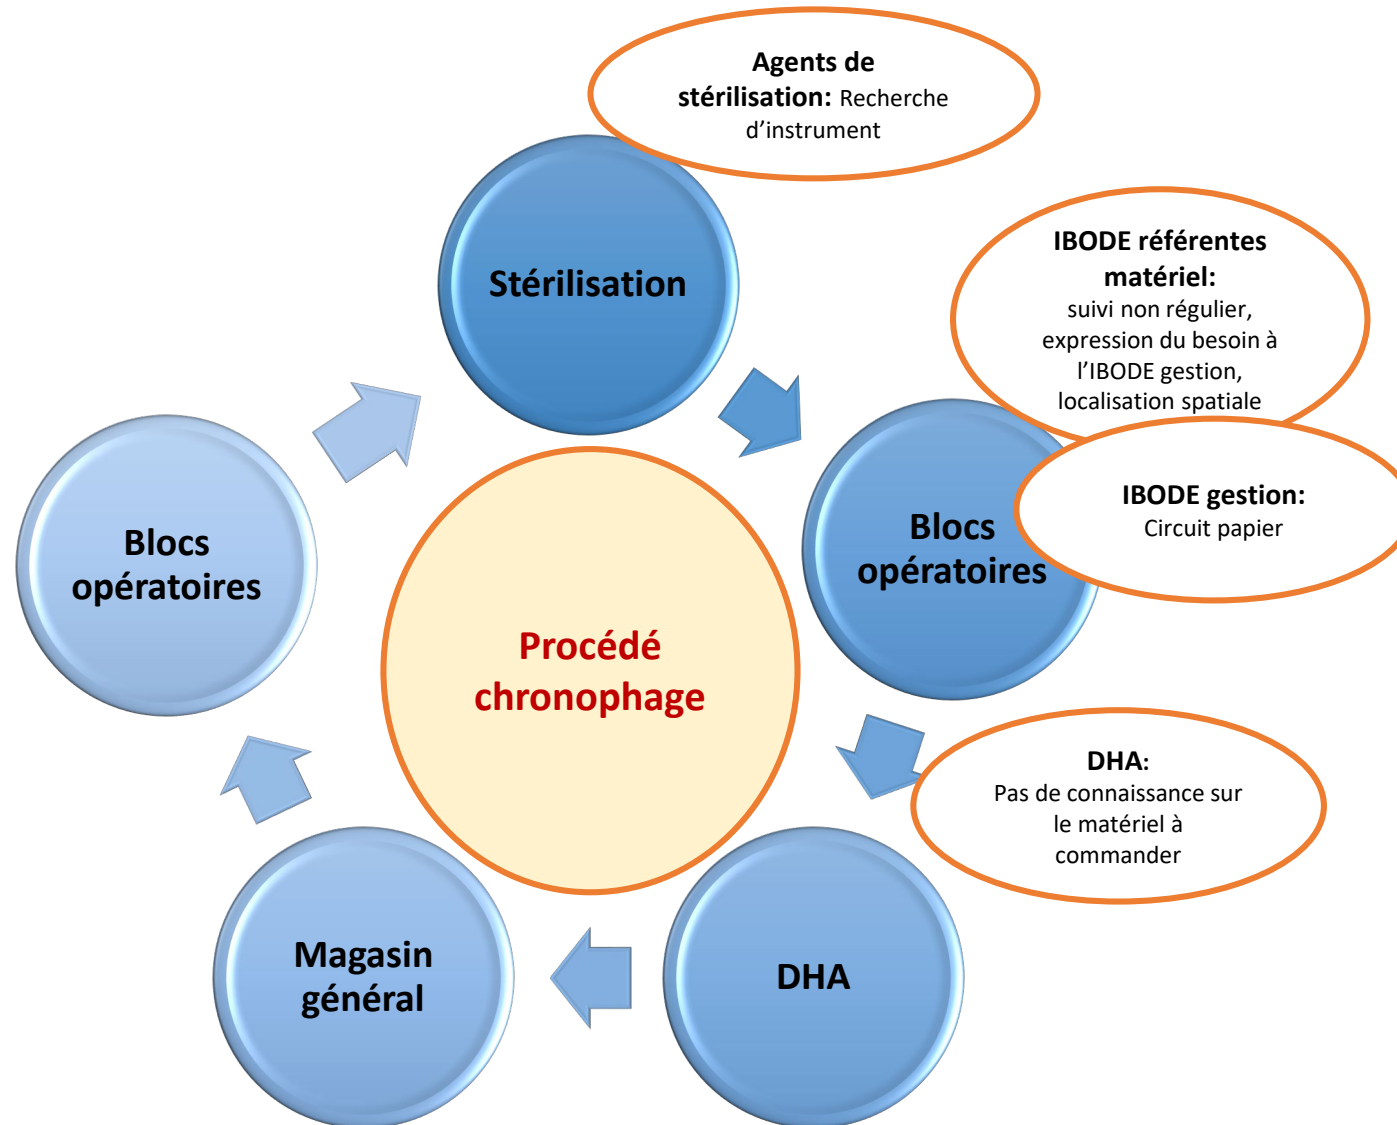 Agents de
stérilisation: Recherche
d’instrument
Stérilisation
IBODE référentes
matériel:
suivi non régulier,
expression du besoin à
l’IBODE gestion,
localisation spatiale
IBODE gestion:
Circuit papier
Blocs
opératoires
Blocs
opératoires
Procédé
chronophage
DHA:
Pas de connaissance sur
le matériel à
commander
DHA
Magasin
général